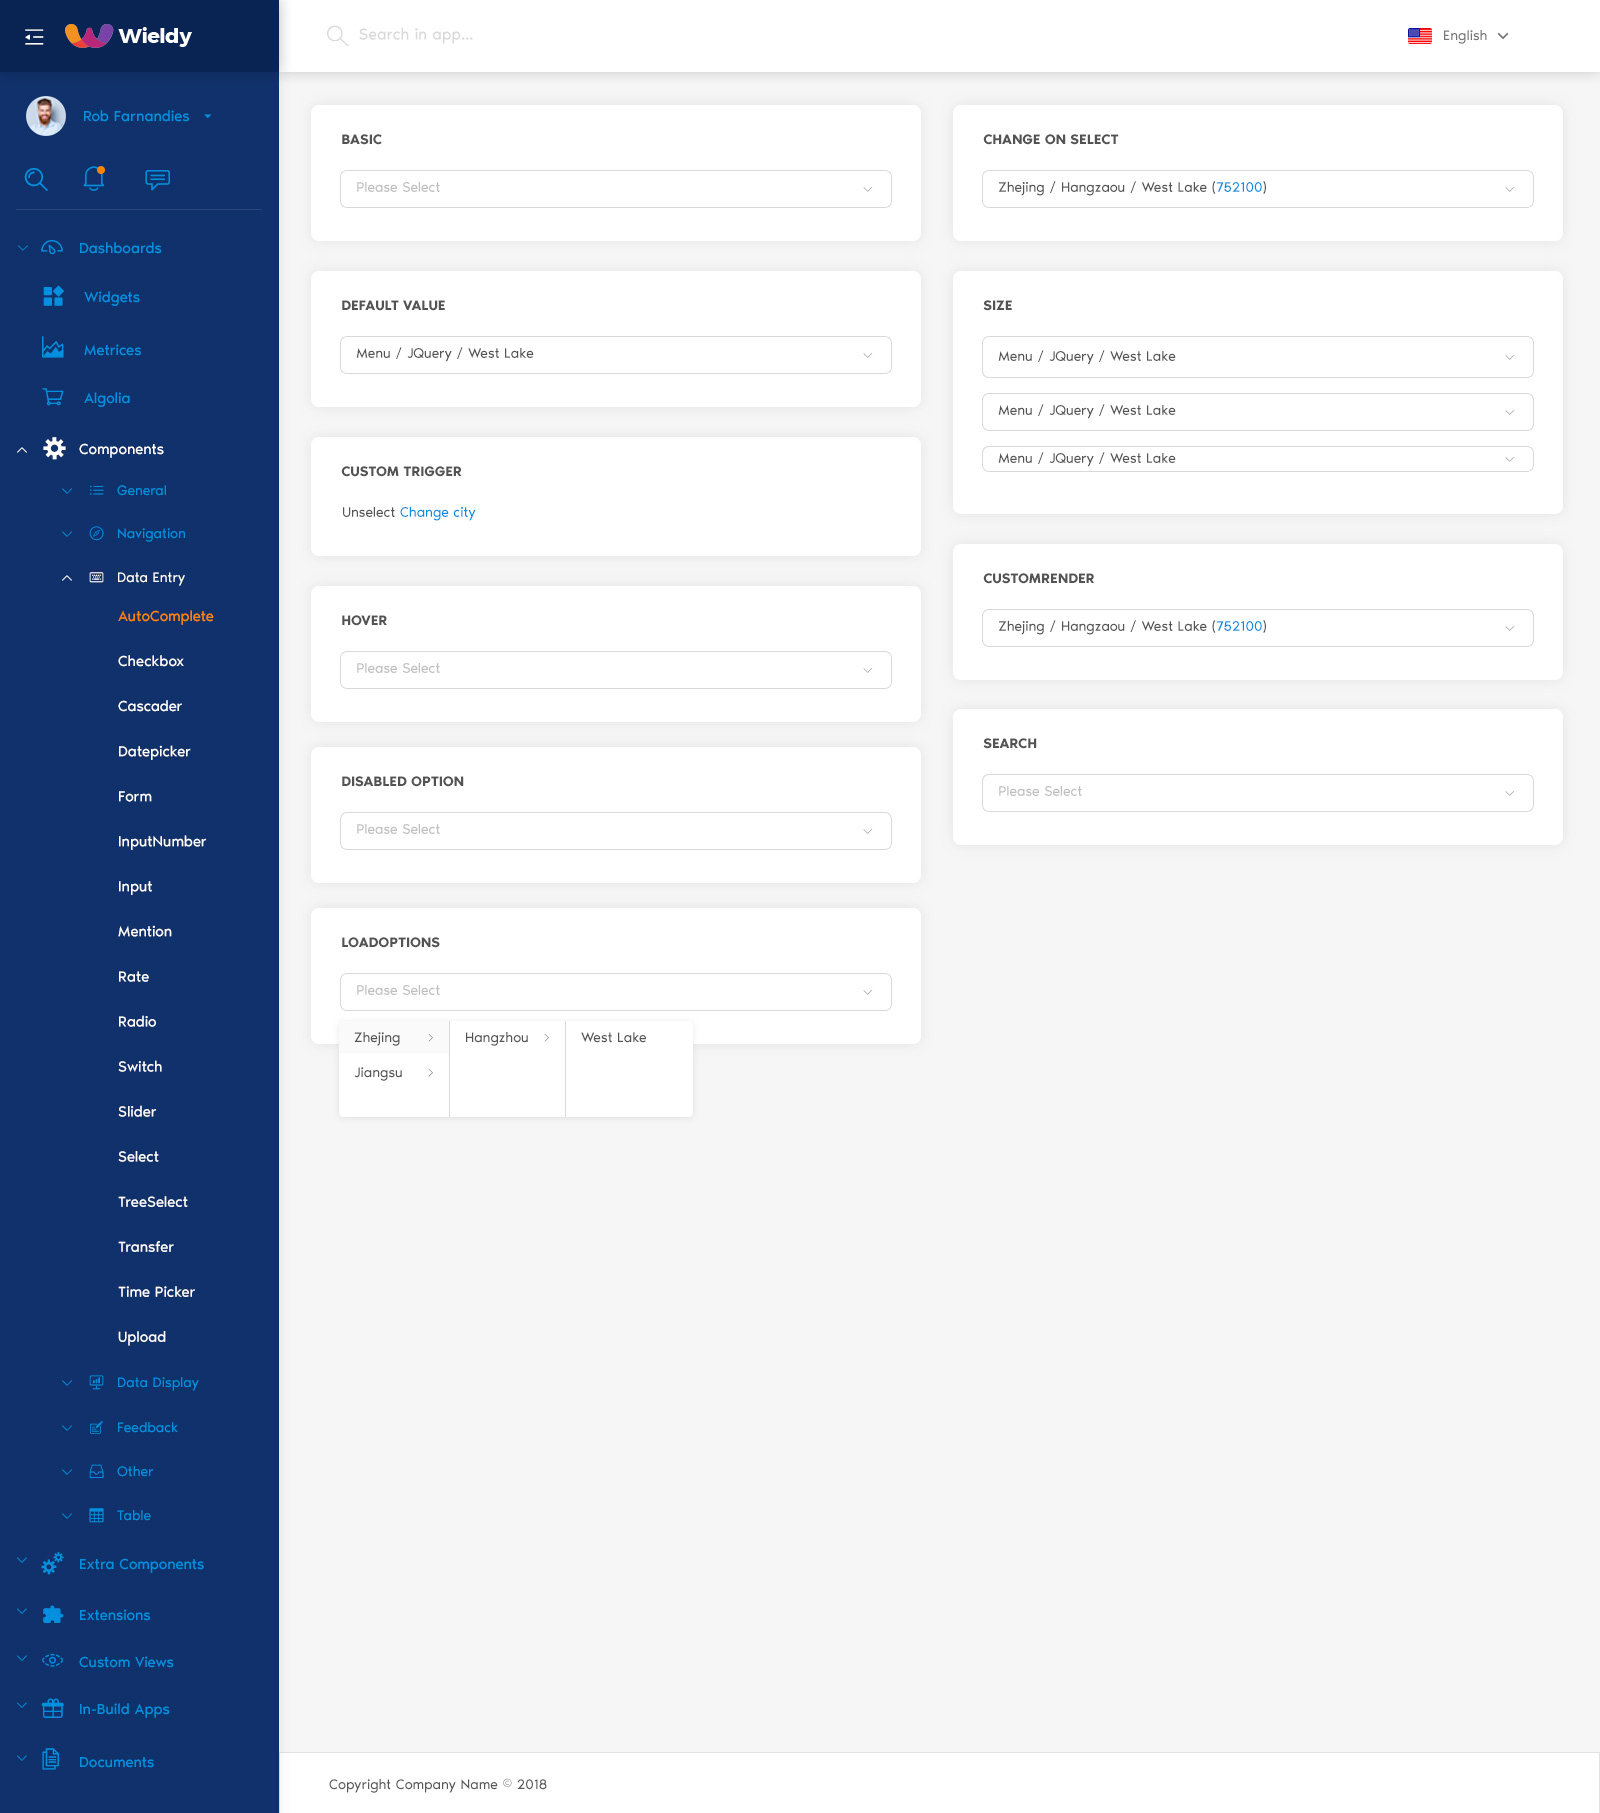 Wieldy
Search in app...
English
Rob Farnandies
Dashboards
Widgets
Metrices
Algolia
Components
General
Navigation
Data Entry
AutoComplete
Checkbox
Cascader
Datepicker
Form
InputNumber
Input
Mention
Rate
Radio
Switch
Slider
Select
TreeSelect
Transfer
Time Picker
Upload
Data Display
Feedback
Other
Table
Extra Components
Extensions
Custom Views
In-Build Apps
Documents
BASIC
Please Select
DEFAULT VALUE
Menu / JQuery / West Lake
CUSTOM TRIGGER
Unselect Change city
HOVER
Please Select
DISABLED OPTION
Please Select
LOADOPTIONS
Please Select
Zhejing
Hangzhou
West Lake
Jiangsu
CHANGE ON SELECT
Zhejing / Hangzaou / West Lake (752100)
SIZE
Menu / JQuery / West Lake
Menu / JQuery / West Lake
Menu / JQuery / West Lake
CUSTOMRENDER
Zhejing / Hangzaou / West Lake (752100)
SEARCH
Please Select
Copyright Company Name © 2018